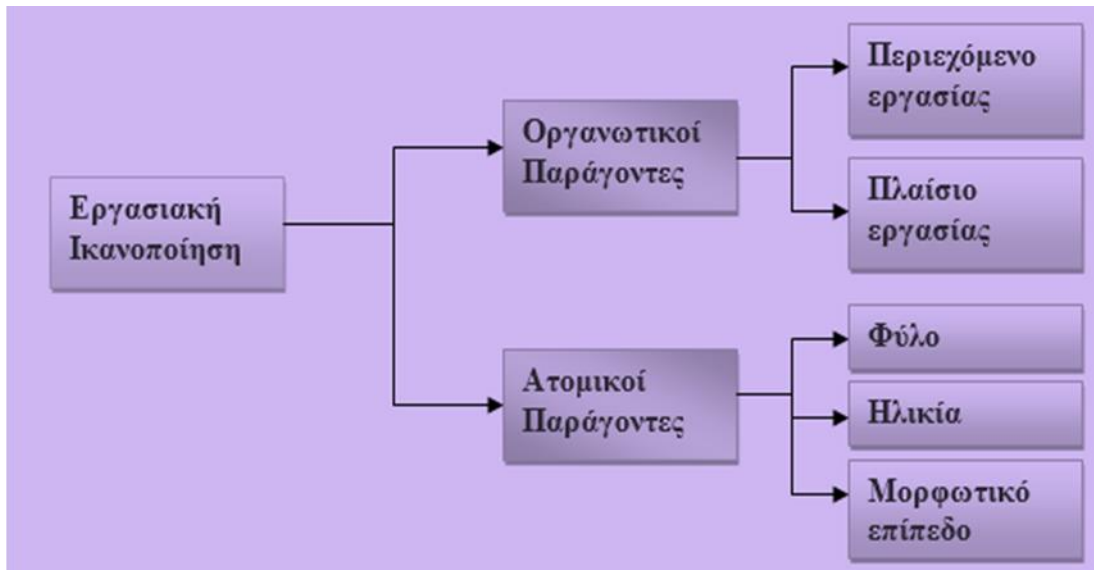 Εργασιακή
Ικανοποίηση
Οργανωτικοί
Παράγοντες
Περιεχόμενο
εργασίας
Πλαίσιο
εργασίας
Ατομικοί
Παράγοντες
Φύλο
Ηλικία
Μορφωτικό
επίπεδο